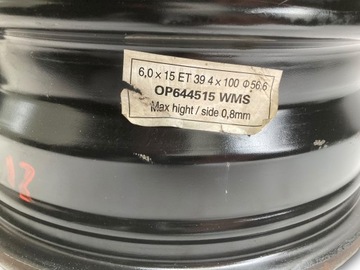 6,0 x 15 ET 39 4 x 100 Φ56,6
OP644515 WMS
Max hight / side 0,8mm